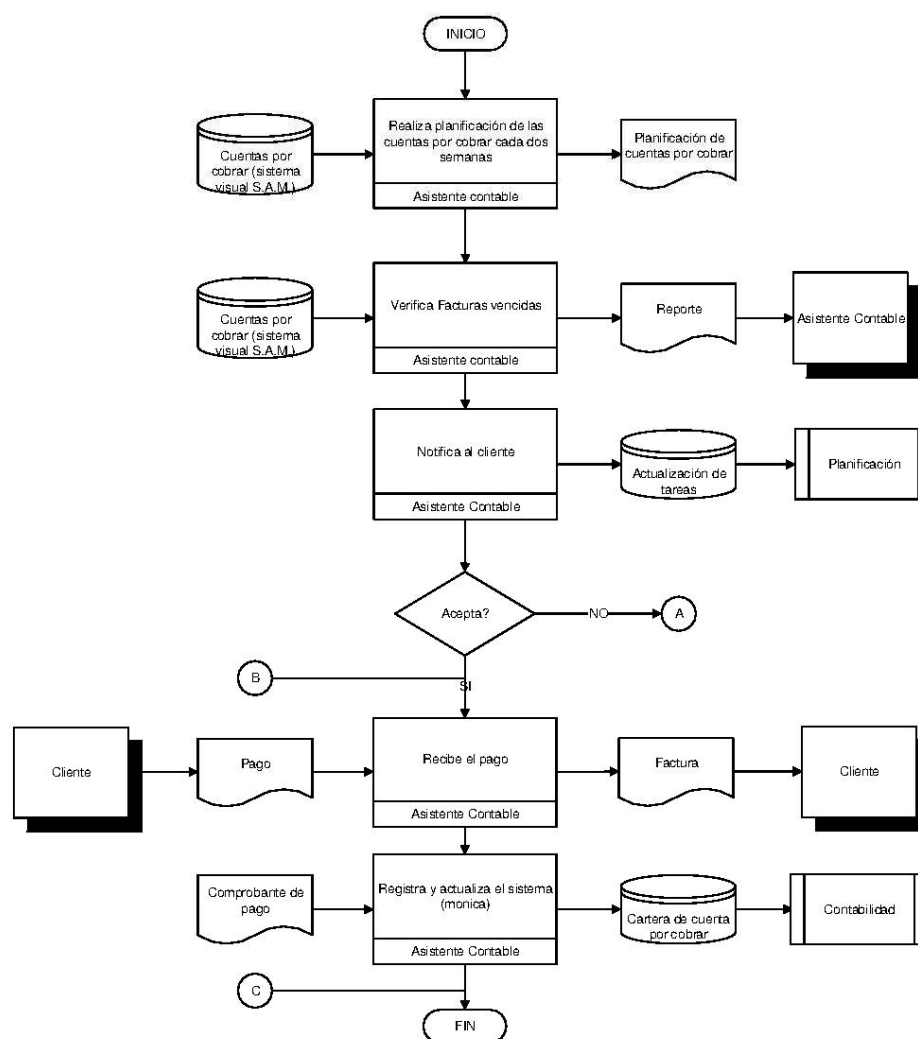 INICIO
Cuentas por
cobrar (sistema
visual S.A.M.)
Realiza planificación de las
cuentas por cobrar cada dos
semanas
Asistente contable
Planificación de
cuentas por cobrar
Cuentas por
cobrar (sistema
visual S.A.M.)
Verifica Facturas vencidas
Asistente contable
Reporte
Asistente Contable
Notifica al cliente
Asistente Contable
Actualización de
tareas
Planificación
Acepta?
NO
A
B
SI
Cliente
Pago
Recibe el pago
Asistente Contable
Factura
Cliente
Comprobante de
pago
Registra y actualiza el sistema
(monica)
Asistente Contable
Cartera de cuenta
por cobrar
Contabilidad
C
FIN